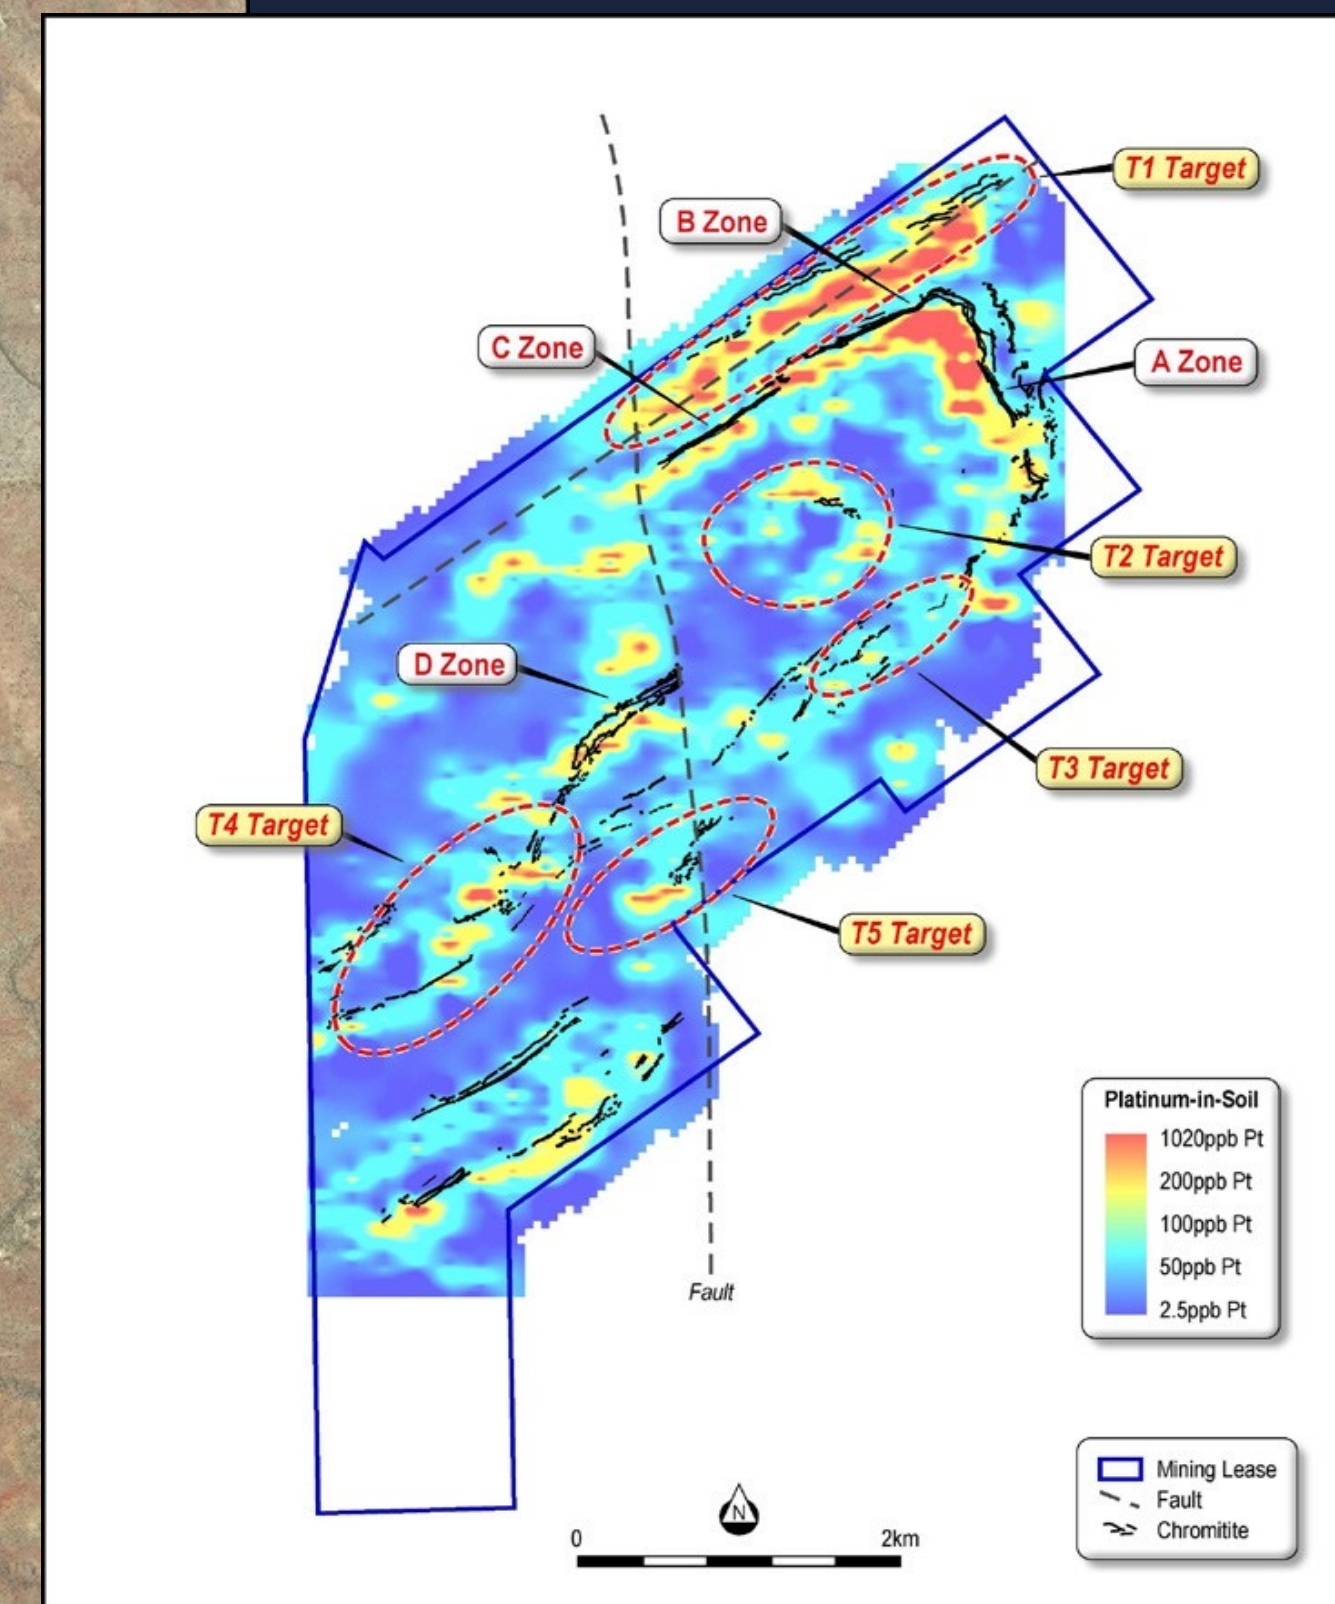 T1 Target
B Zone
C Zone
A Zone
T2 Target
D Zone
T3 Target
T4 Target
T5 Target
Platinum-in-Soil
1020ppb Pt
200ppb Pt
100ppb Pt
50ppb Pt
2.5ppb Pt
Fault
Mining Lease
Fault
Chromitite
N
0 2km